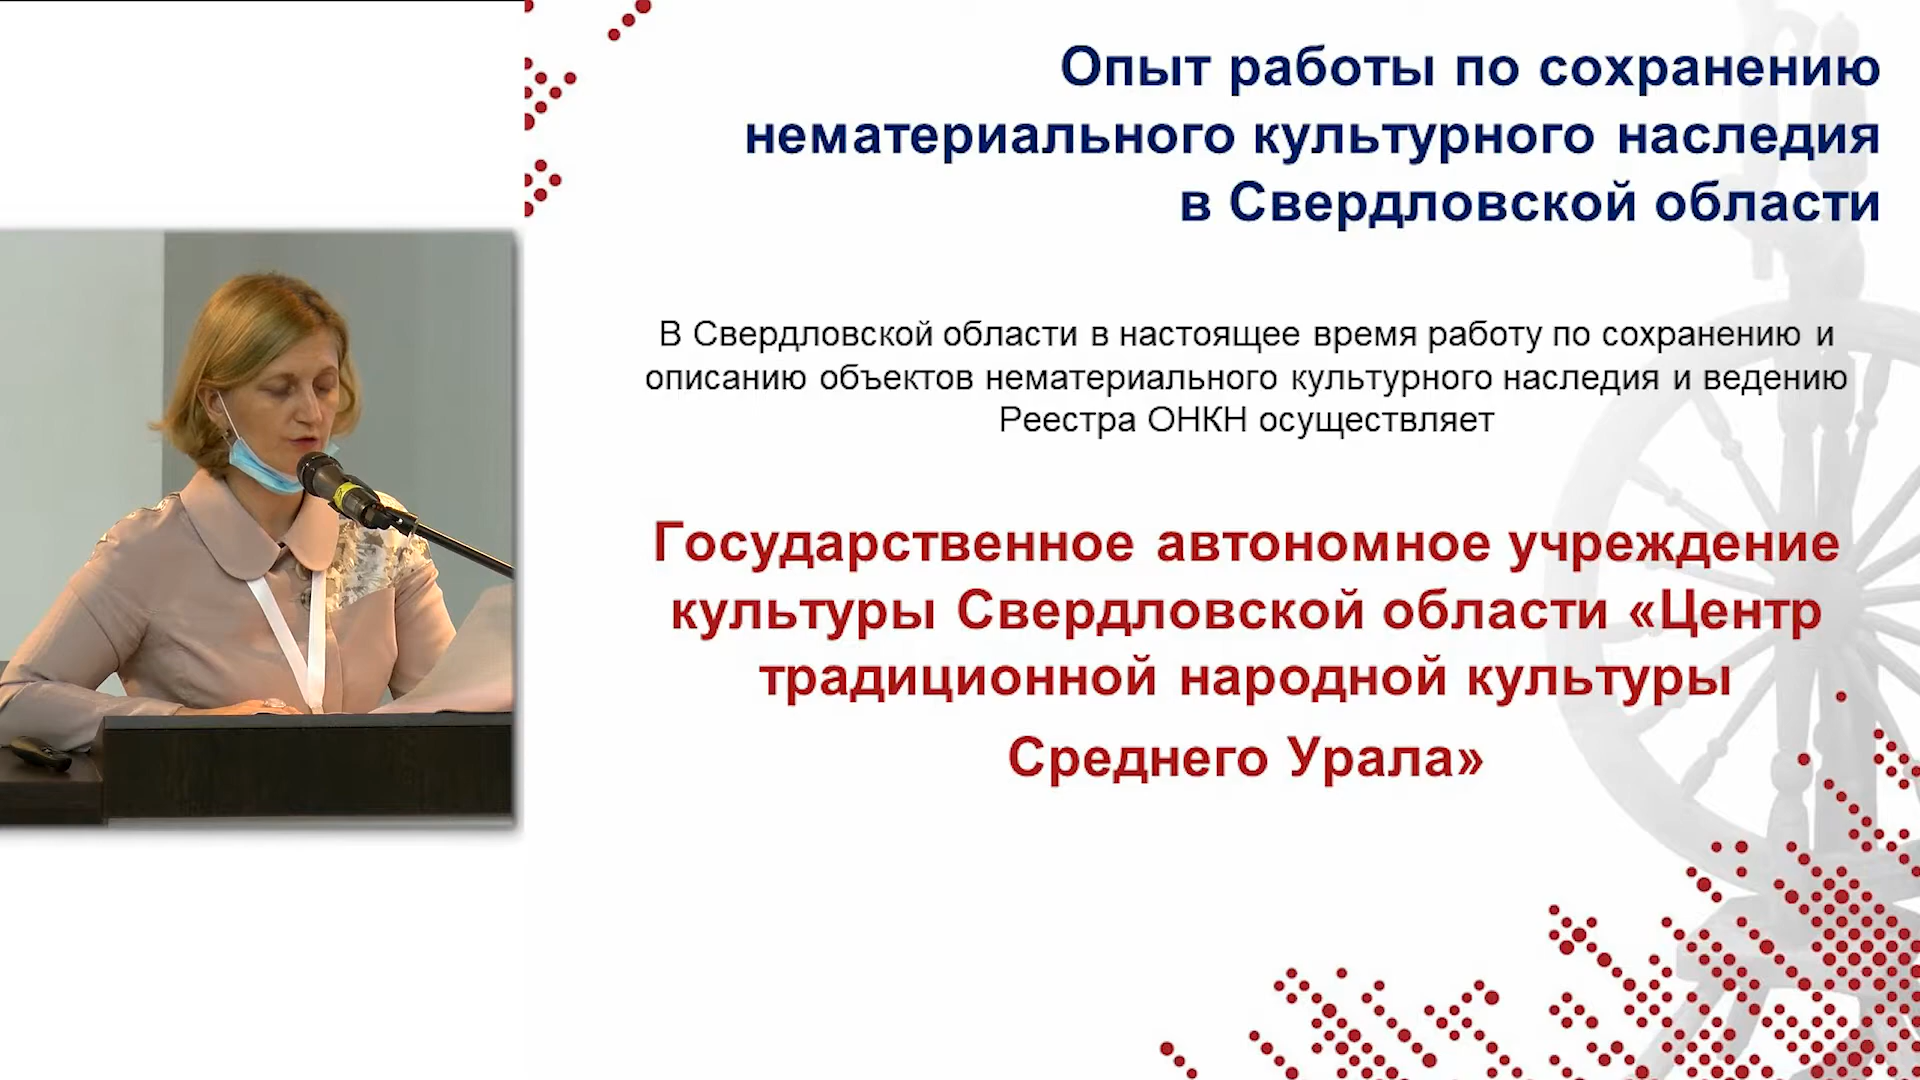 Опыт работы по сохранению
нематериального культурного наследия
в Свердловской области
В Свердловской области в настоящее время работу по сохранению и
описанию объектов нематериального культурного наследия и ведению
Реестра ОНКН осуществляет
Государственное автономное учреждение
культуры Свердловской области «Центр
традиционной народной культуры
Среднего Урала»